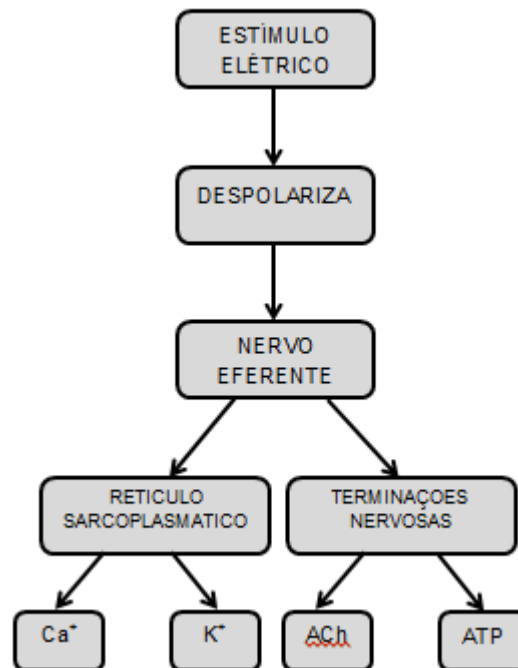 ESTÍMULO
ELÉTRICO
DESPOLARIZA
NERVO
EFERENTE
RETICULO
SARCOPLASMATICO
TERMINAÇOES
NERVOSAS
Ca⁺
K⁺
ACh
ATP